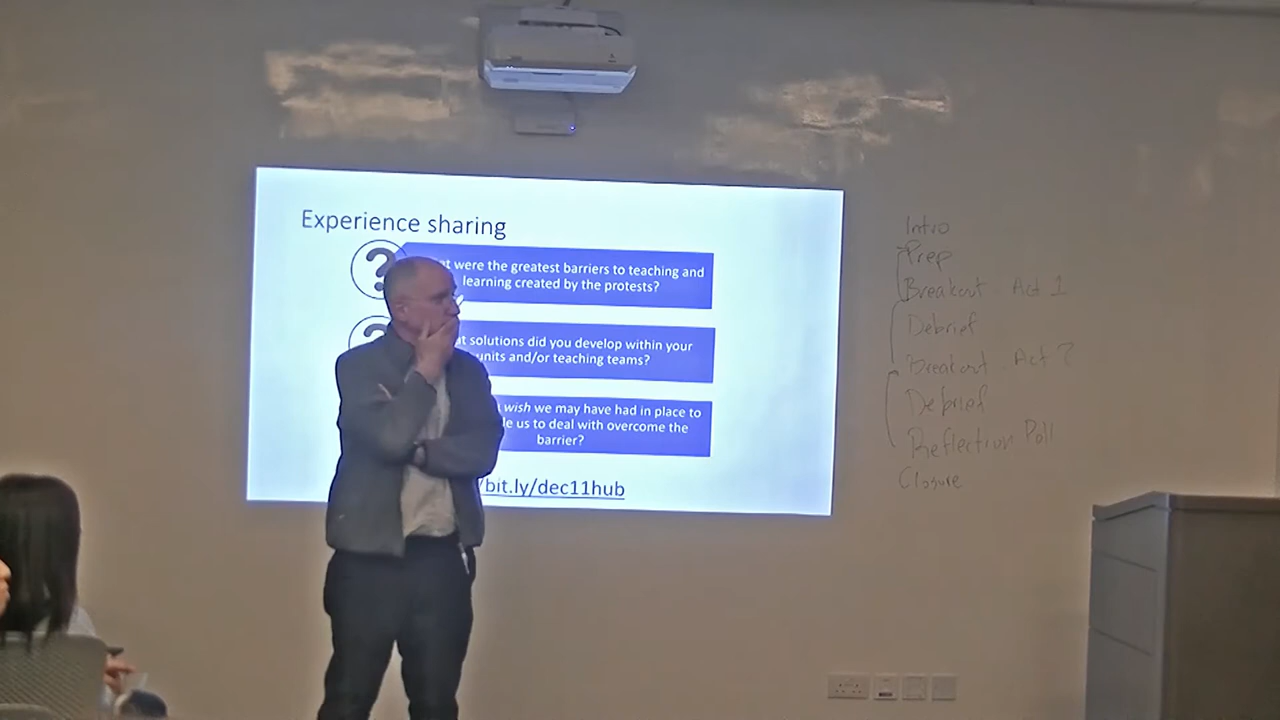 Experience sharing
?
were the greatest barriers to teaching and
learning created by the protests?
?
solutions did you develop within your
units and/or teaching teams?
wish we may have had in place to
us to deal with overcome the
barrier?
/bit.ly/dec11hub
Intro
Prep
Breakout - Act 1
Debrief
Breakout - Act 2
Debrief
Reflection Poll
Closure